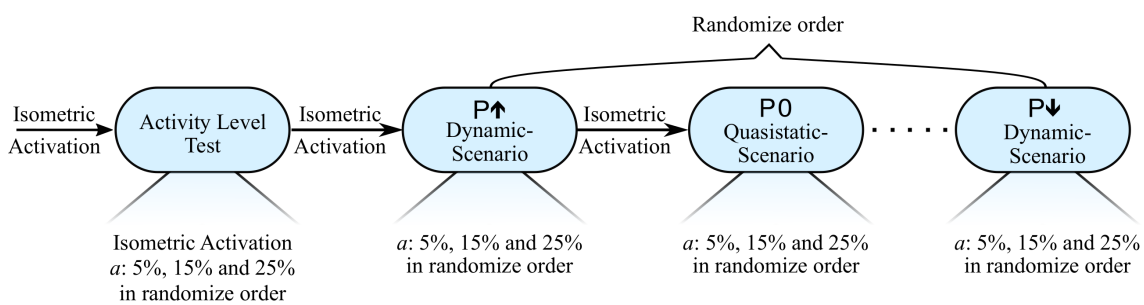 Randomize order
Isometric
Activation
Activity Level
Test
Isometric
Activation
P↑
Dynamic-
Scenario
Isometric
Activation
P0
Quasistatic-
Scenario
P↓
Dynamic-
Scenario
Isometric Activation
a: 5%, 15% and 25%
in randomize order
a: 5%, 15% and 25%
in randomize order
a: 5%, 15% and 25%
in randomize order
a: 5%, 15% and 25%
in randomize order